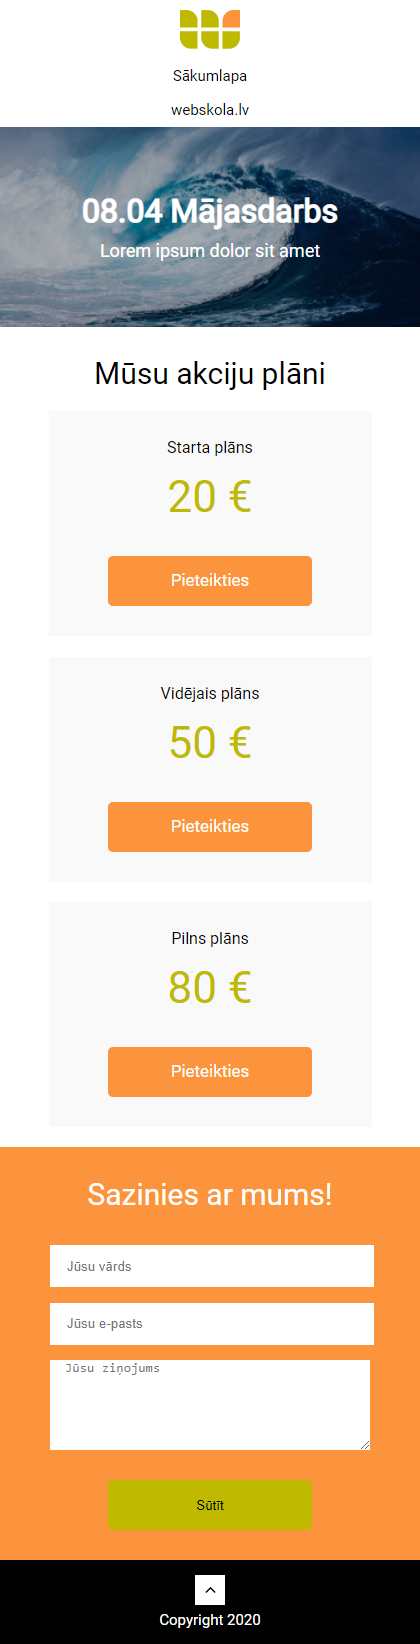 Sākumlapa
webskola.lv
08.04 Mājasdarbs
Lorem ipsum dolor sit amet
Mūsu akciju plāni
Starta plāns
20 €
Pieteikties
Vidējais plāns
50 €
Pieteikties
Pilns plāns
80 €
Pieteikties
Sazinies ar mums!
Jūsu vārds
Jūsu e-pasts
Jūsu ziņojums
Sūtīt
Copyright 2020